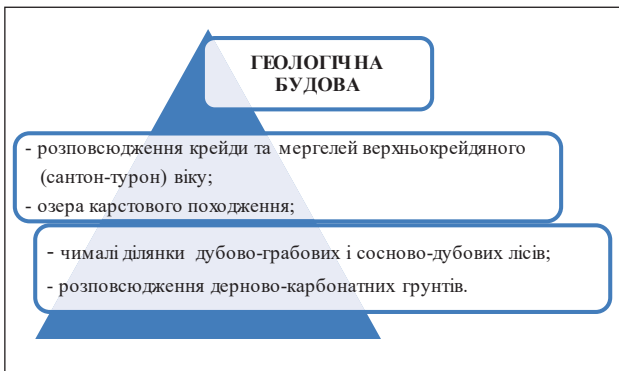 ГЕОЛОГІЧНА
БУДОВА
- розповсюдження крейди та мергелей верхньокрейдяного
(сантон-турон) віку;
- озера карстового походження;
- чималі ділянки дубово-грабових і сосново-дубових лісів;
- розповсюдження дерново-карбонатних грунтів.